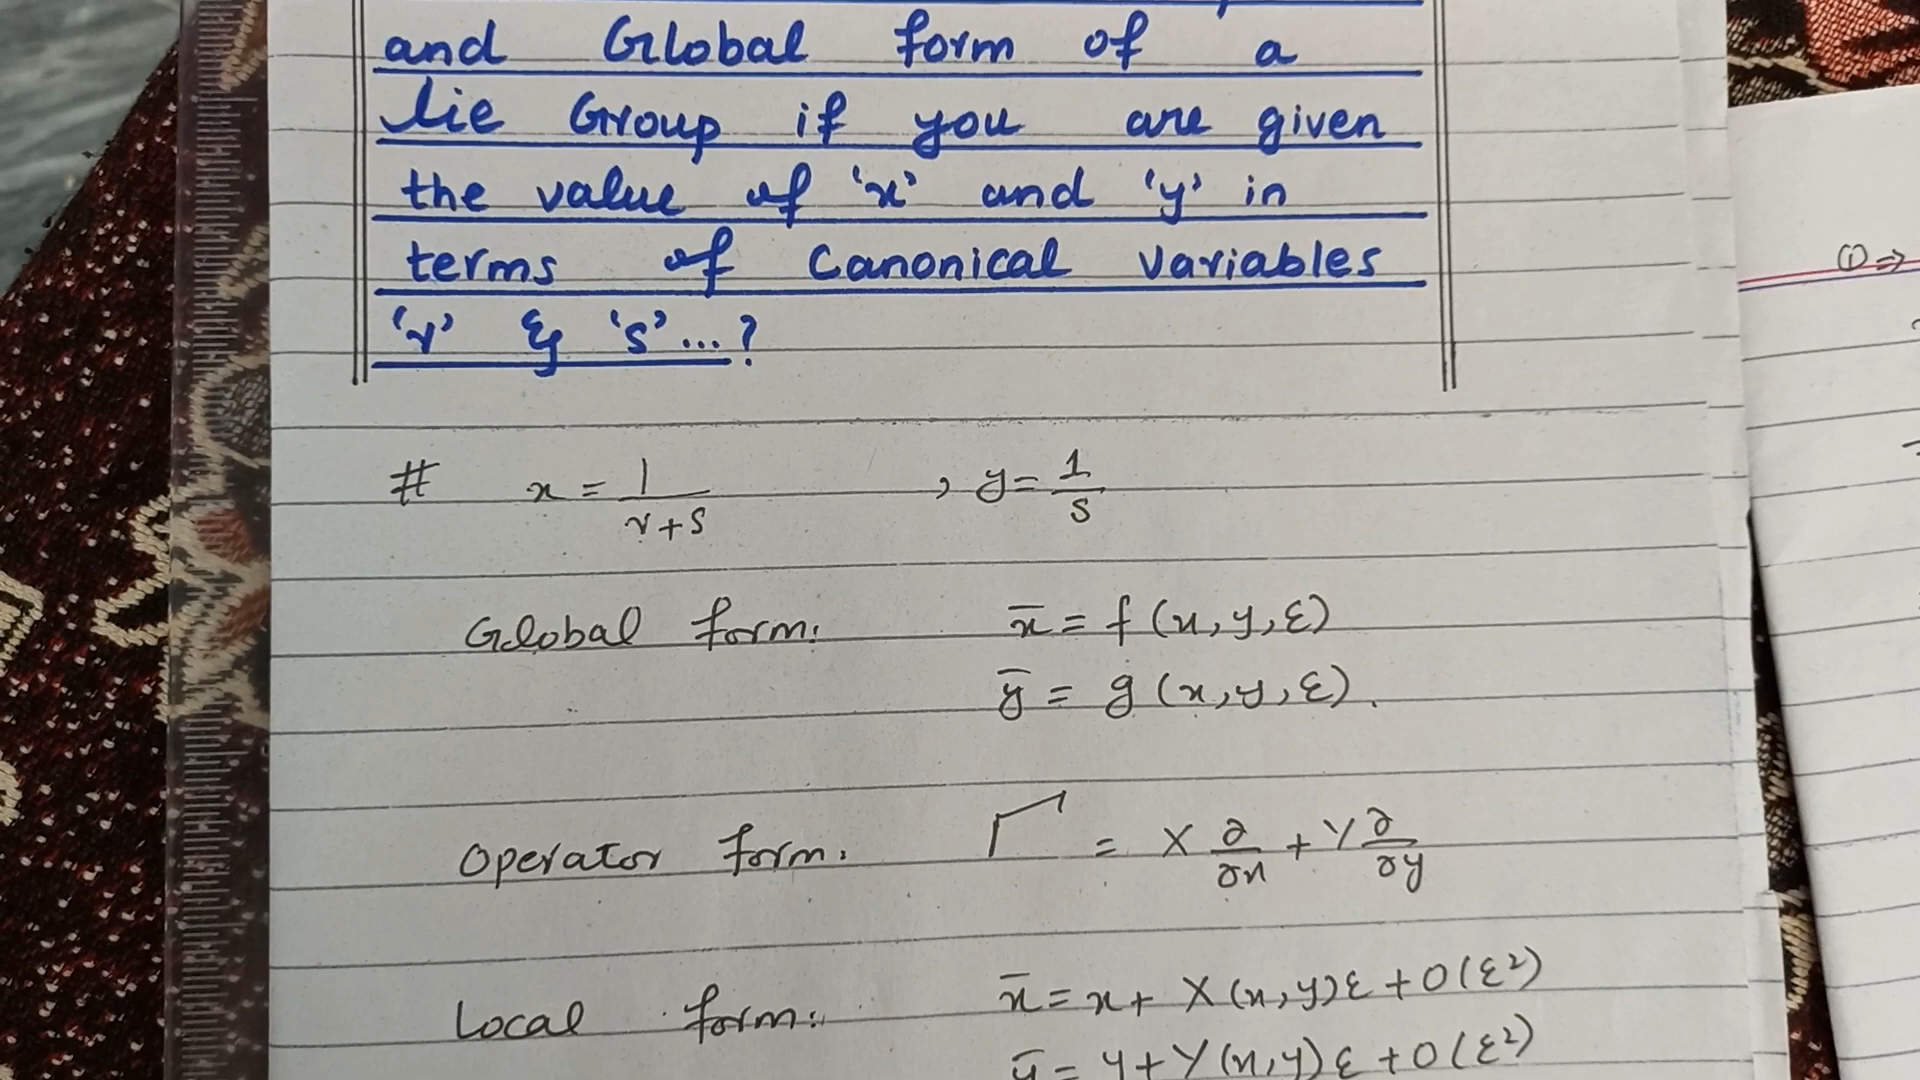 and Global form of a
lie Group if you are given
the value of 'x' and 'y' in
terms of Canonical variables
'r' & 's'...?
# x = 1/(r+s) , y = 1/s
Global form: x̄ = f(x,y,ε)
ȳ = g(x,y,ε).
Operator form: Γ = X ∂/∂x + Y ∂/∂y
Local form: x̄ = x + X(x,y)ε + O(ε²)
ȳ = y + Y(x,y)ε + O(ε²)
①⇒